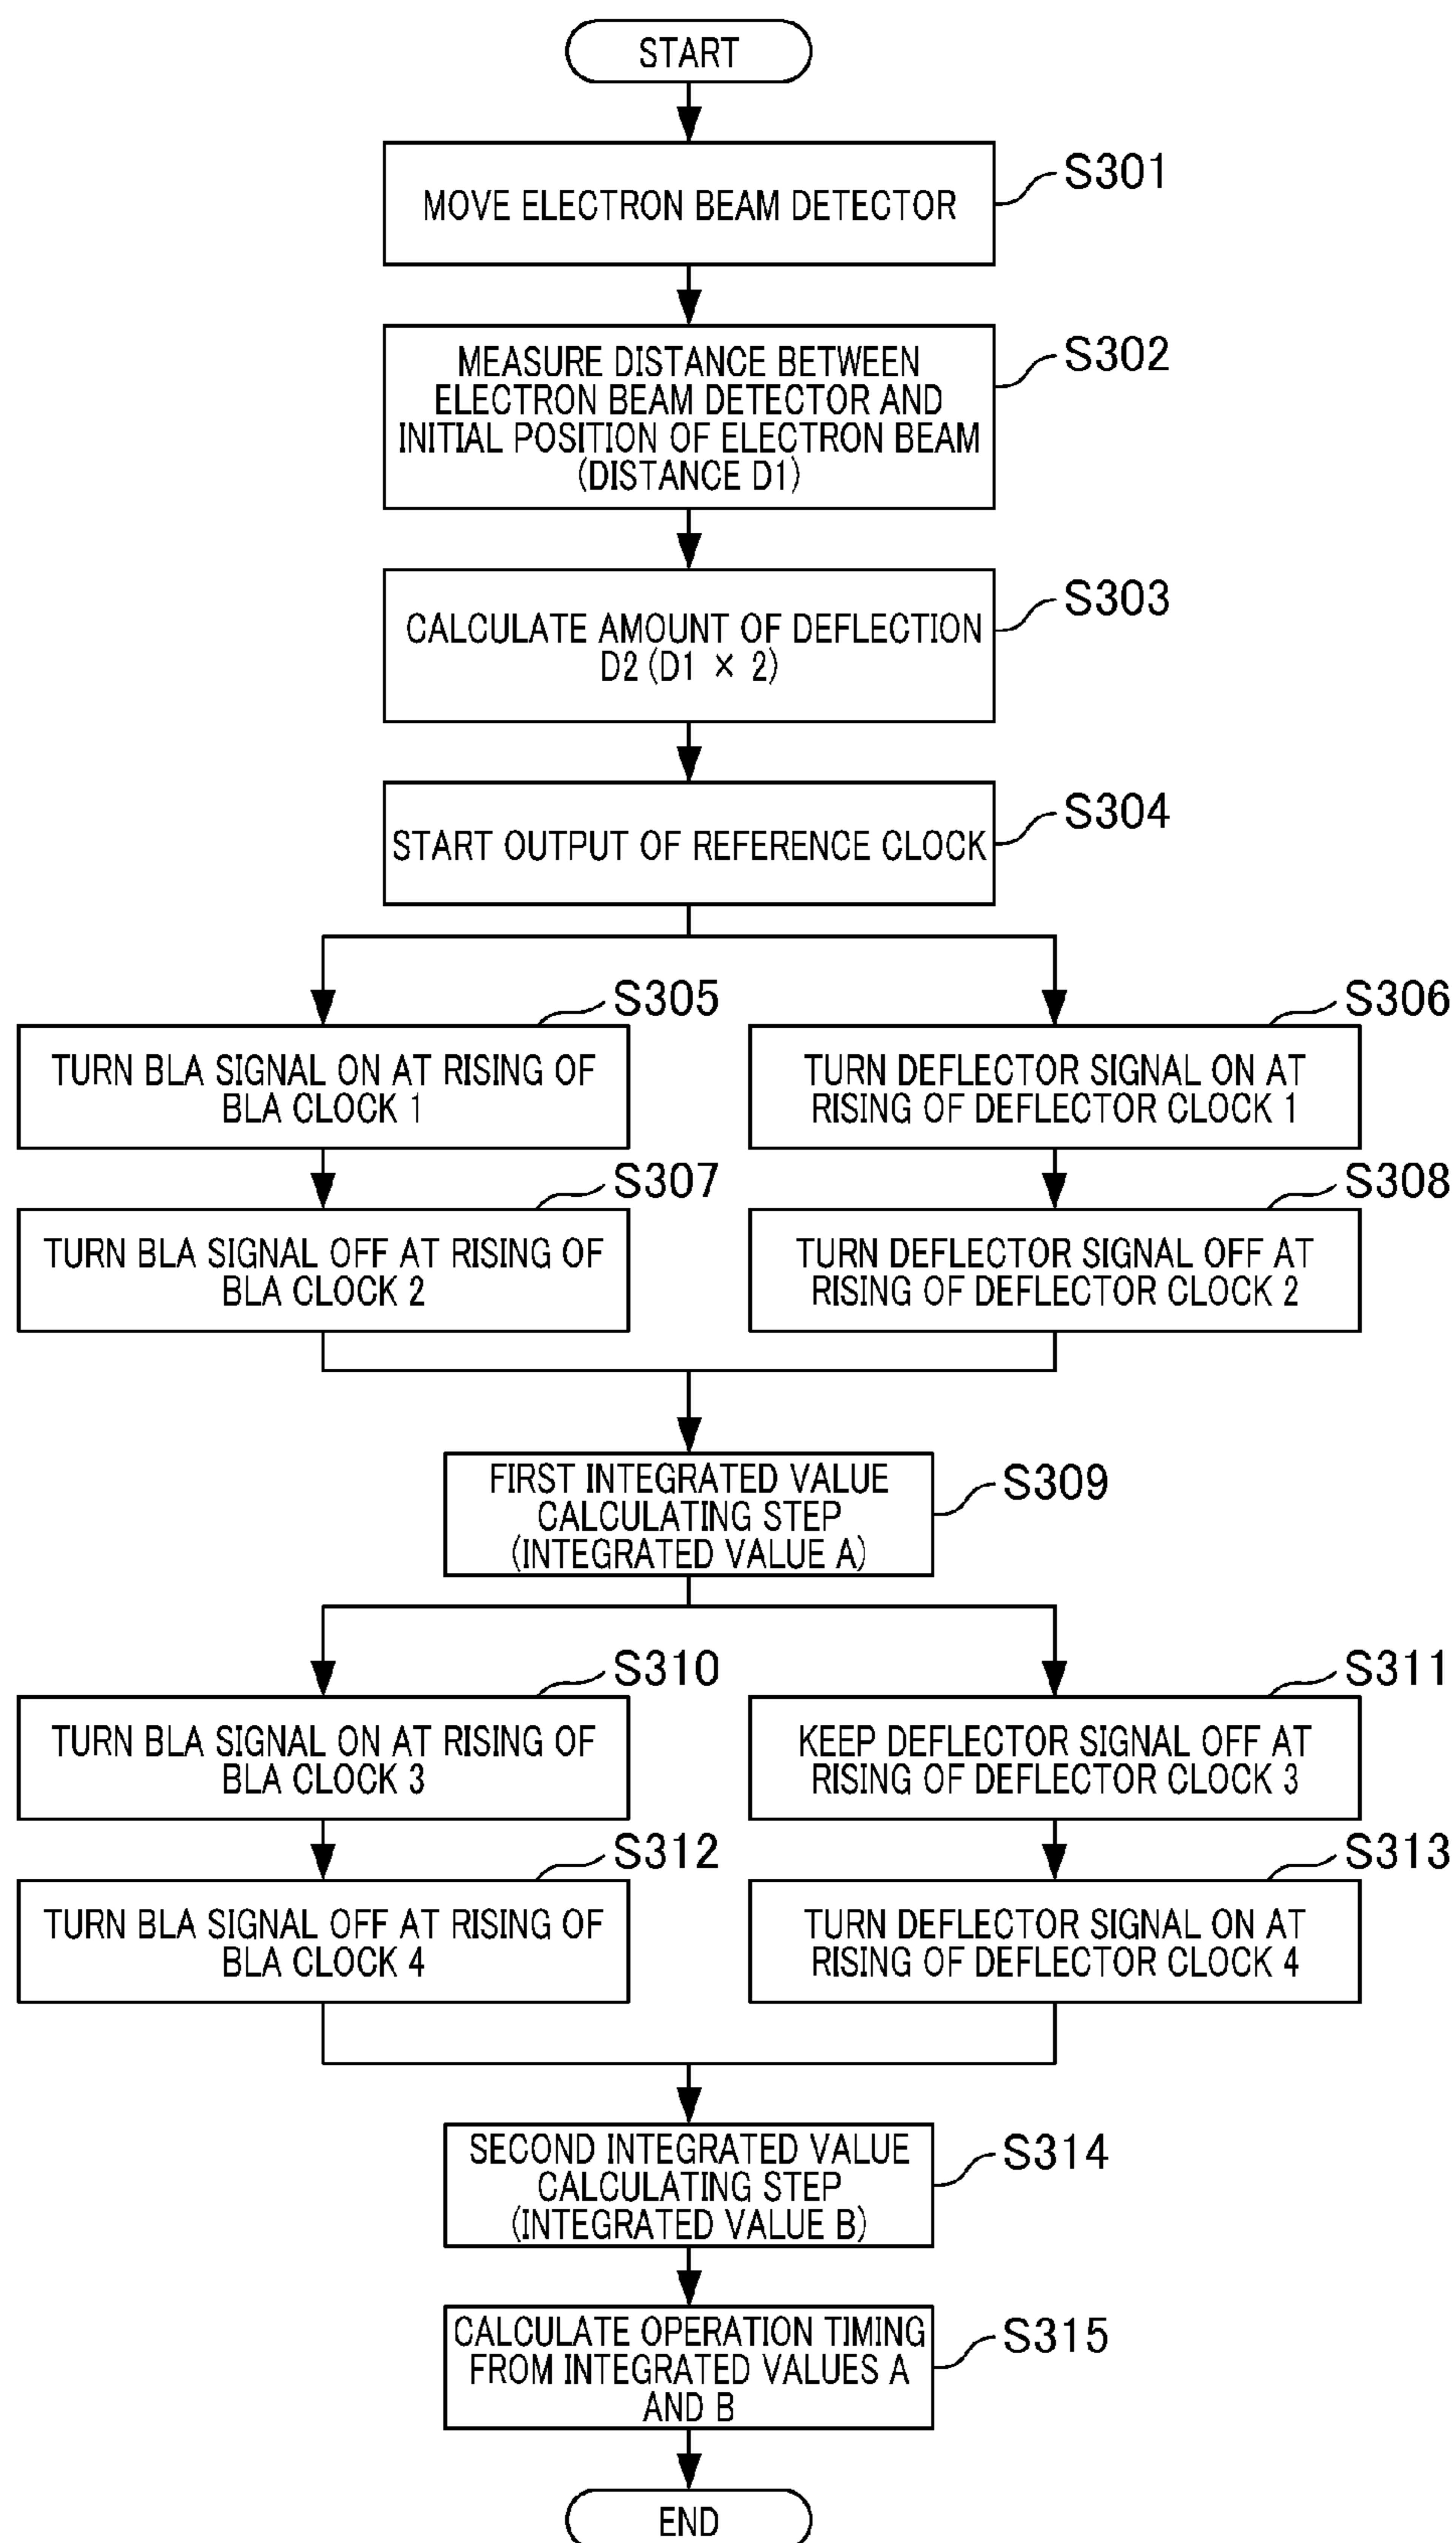 START
MOVE ELECTRON BEAM DETECTOR
S301
MEASURE DISTANCE BETWEEN
ELECTRON BEAM DETECTOR AND
INITIAL POSITION OF ELECTRON BEAM
(DISTANCE D1)
S302
CALCULATE AMOUNT OF DEFLECTION
D2 (D1 × 2)
S303
START OUTPUT OF REFERENCE CLOCK
S304
S305
TURN BLA SIGNAL ON AT RISING OF
BLA CLOCK 1
S306
TURN DEFLECTOR SIGNAL ON AT
RISING OF DEFLECTOR CLOCK 1
S307
TURN BLA SIGNAL OFF AT RISING OF
BLA CLOCK 2
S308
TURN DEFLECTOR SIGNAL OFF AT
RISING OF DEFLECTOR CLOCK 2
FIRST INTEGRATED VALUE
CALCULATING STEP
(INTEGRATED VALUE A)
S309
S310
TURN BLA SIGNAL ON AT RISING OF
BLA CLOCK 3
S311
KEEP DEFLECTOR SIGNAL OFF AT
RISING OF DEFLECTOR CLOCK 3
S312
TURN BLA SIGNAL OFF AT RISING OF
BLA CLOCK 4
S313
TURN DEFLECTOR SIGNAL ON AT
RISING OF DEFLECTOR CLOCK 4
SECOND INTEGRATED VALUE
CALCULATING STEP
(INTEGRATED VALUE B)
S314
CALCULATE OPERATION TIMING
FROM INTEGRATED VALUES A
AND B
S315
END